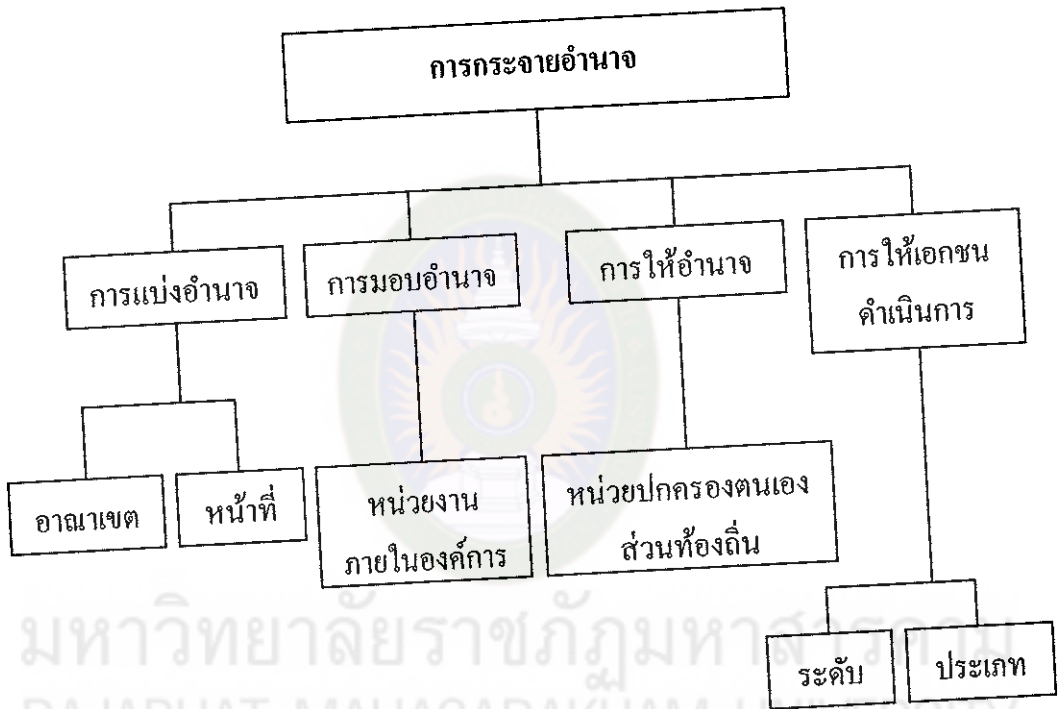 การกระจายอำนาจ
การแบ่งอำนาจ
การมอบอำนาจ
การให้อำนาจ
การให้เอกชน
ดำเนินการ
อาณาเขต
หน้าที่
หน่วยงาน
ภายในองค์การ
หน่วยปกครองตนเอง
ส่วนท้องถิ่น
ระดับ
ประเภท
มหาวิทยาลัยราชภัฏมหาสารคาม
RAJABHAT MAHASARAKHAM UNIVERSITY